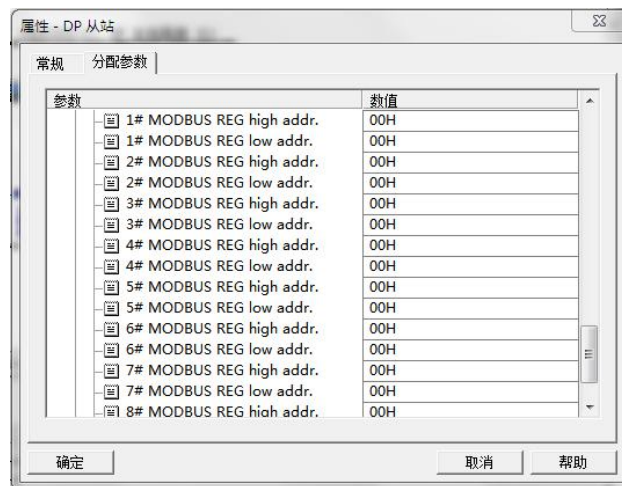 属性 - DP 从站
常规 分配参数
参数 数值
1# MODBUS REG high addr. 00H
1# MODBUS REG low addr. 00H
2# MODBUS REG high addr. 00H
2# MODBUS REG low addr. 00H
3# MODBUS REG high addr. 00H
3# MODBUS REG low addr. 00H
4# MODBUS REG high addr. 00H
4# MODBUS REG low addr. 00H
5# MODBUS REG high addr. 00H
5# MODBUS REG low addr. 00H
6# MODBUS REG high addr. 00H
6# MODBUS REG low addr. 00H
7# MODBUS REG high addr. 00H
7# MODBUS REG low addr. 00H
8# MODBUS REG high addr. 00H
确定 取消 帮助